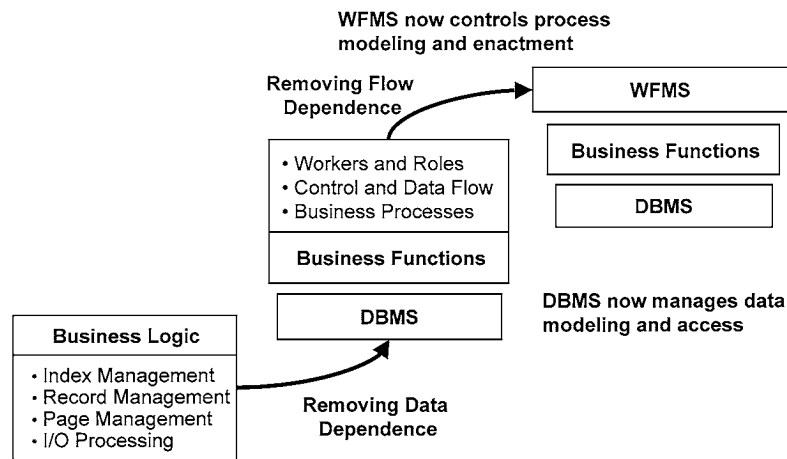 WFMS now controls process
modeling and enactment
Removing Flow
Dependence
WFMS
Business Functions
DBMS
• Workers and Roles
• Control and Data Flow
• Business Processes
Business Functions
DBMS
DBMS now manages data
modeling and access
Business Logic
• Index Management
• Record Management
• Page Management
• I/O Processing
Removing Data
Dependence